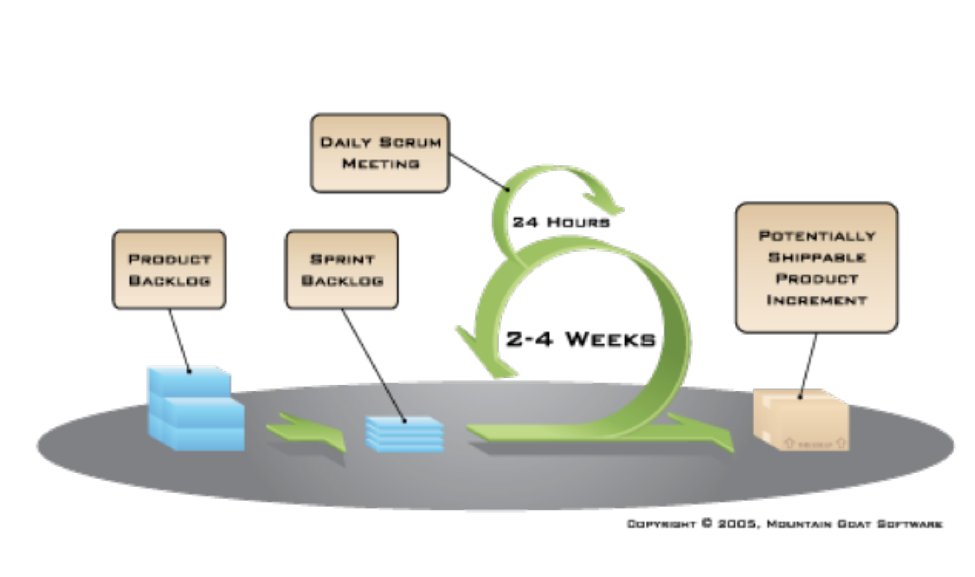 DAILY SCRUM
MEETING
24 HOURS
PRODUCT
BACKLOG
SPRINT
BACKLOG
POTENTIALLY
SHIPPABLE
PRODUCT
INCREMENT
2-4 WEEKS
COPYRIGHT © 2005, MOUNTAIN GOAT SOFTWARE